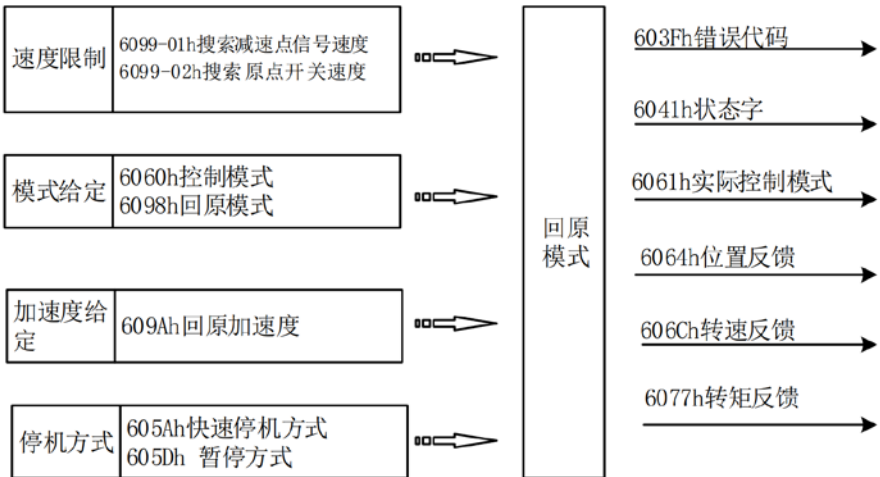 速度限制
6099-01h搜索减速点信号速度
6099-02h搜索原点开关速度
模式给定
6060h控制模式
6098h回原模式
加速度给
定
609Ah回原加速度
停机方式
605Ah快速停机方式
605Dh 暂停方式
回原
模式
603Fh错误代码
6041h状态字
6061h实际控制模式
6064h位置反馈
606Ch转速反馈
6077h转矩反馈